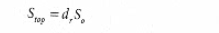 S_top = d_r S_o